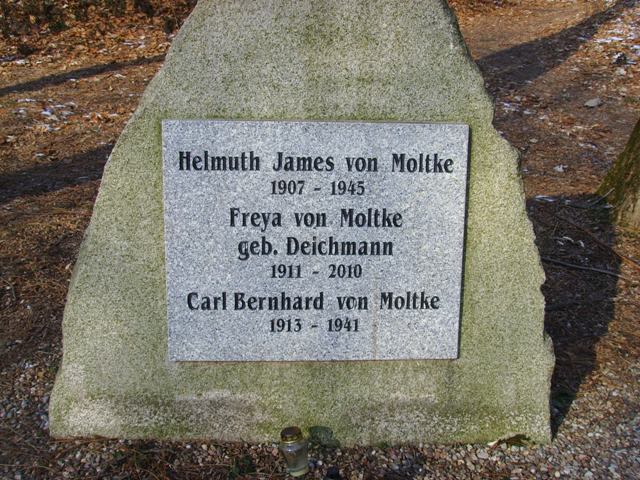 Helmuth James von Moltke
1907 - 1945
Freya von Moltke
geb. Deichmann
1911 - 2010
Carl Bernhard von Moltke
1913 - 1941